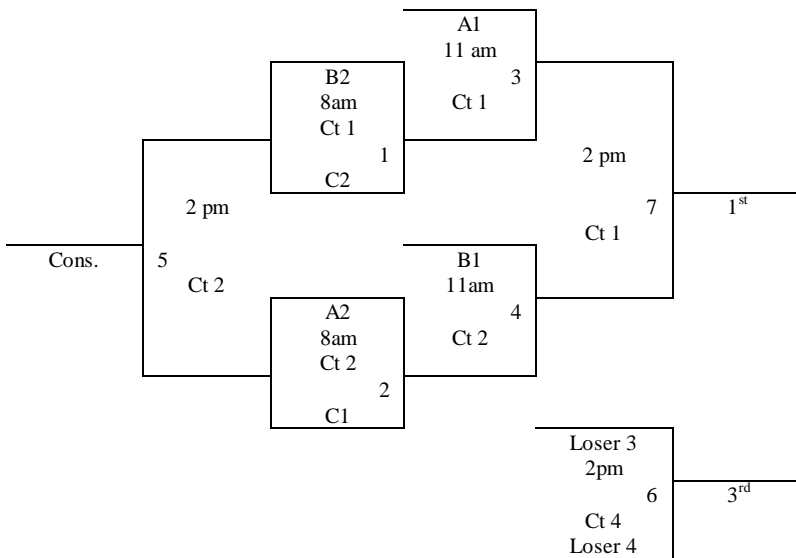 A1
11 am
3
Ct 1
B2
8am
Ct 1
1
C2
2 pm
7
Ct 1
1st
2 pm
5
Ct 2
Cons.
B1
11am
4
Ct 2
A2
8am
Ct 2
2
C1
Loser 3
2pm
6
Ct 4
Loser 4
3rd